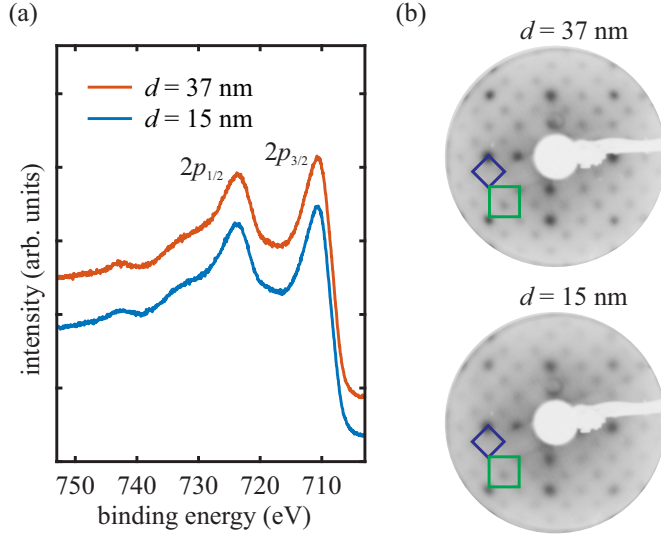 (a)
(b)
d = 37 nm
d = 37 nm
d = 15 nm
2p1/2
2p3/2
intensity (arb. units)
d = 15 nm
750
740
730
720
710
binding energy (eV)